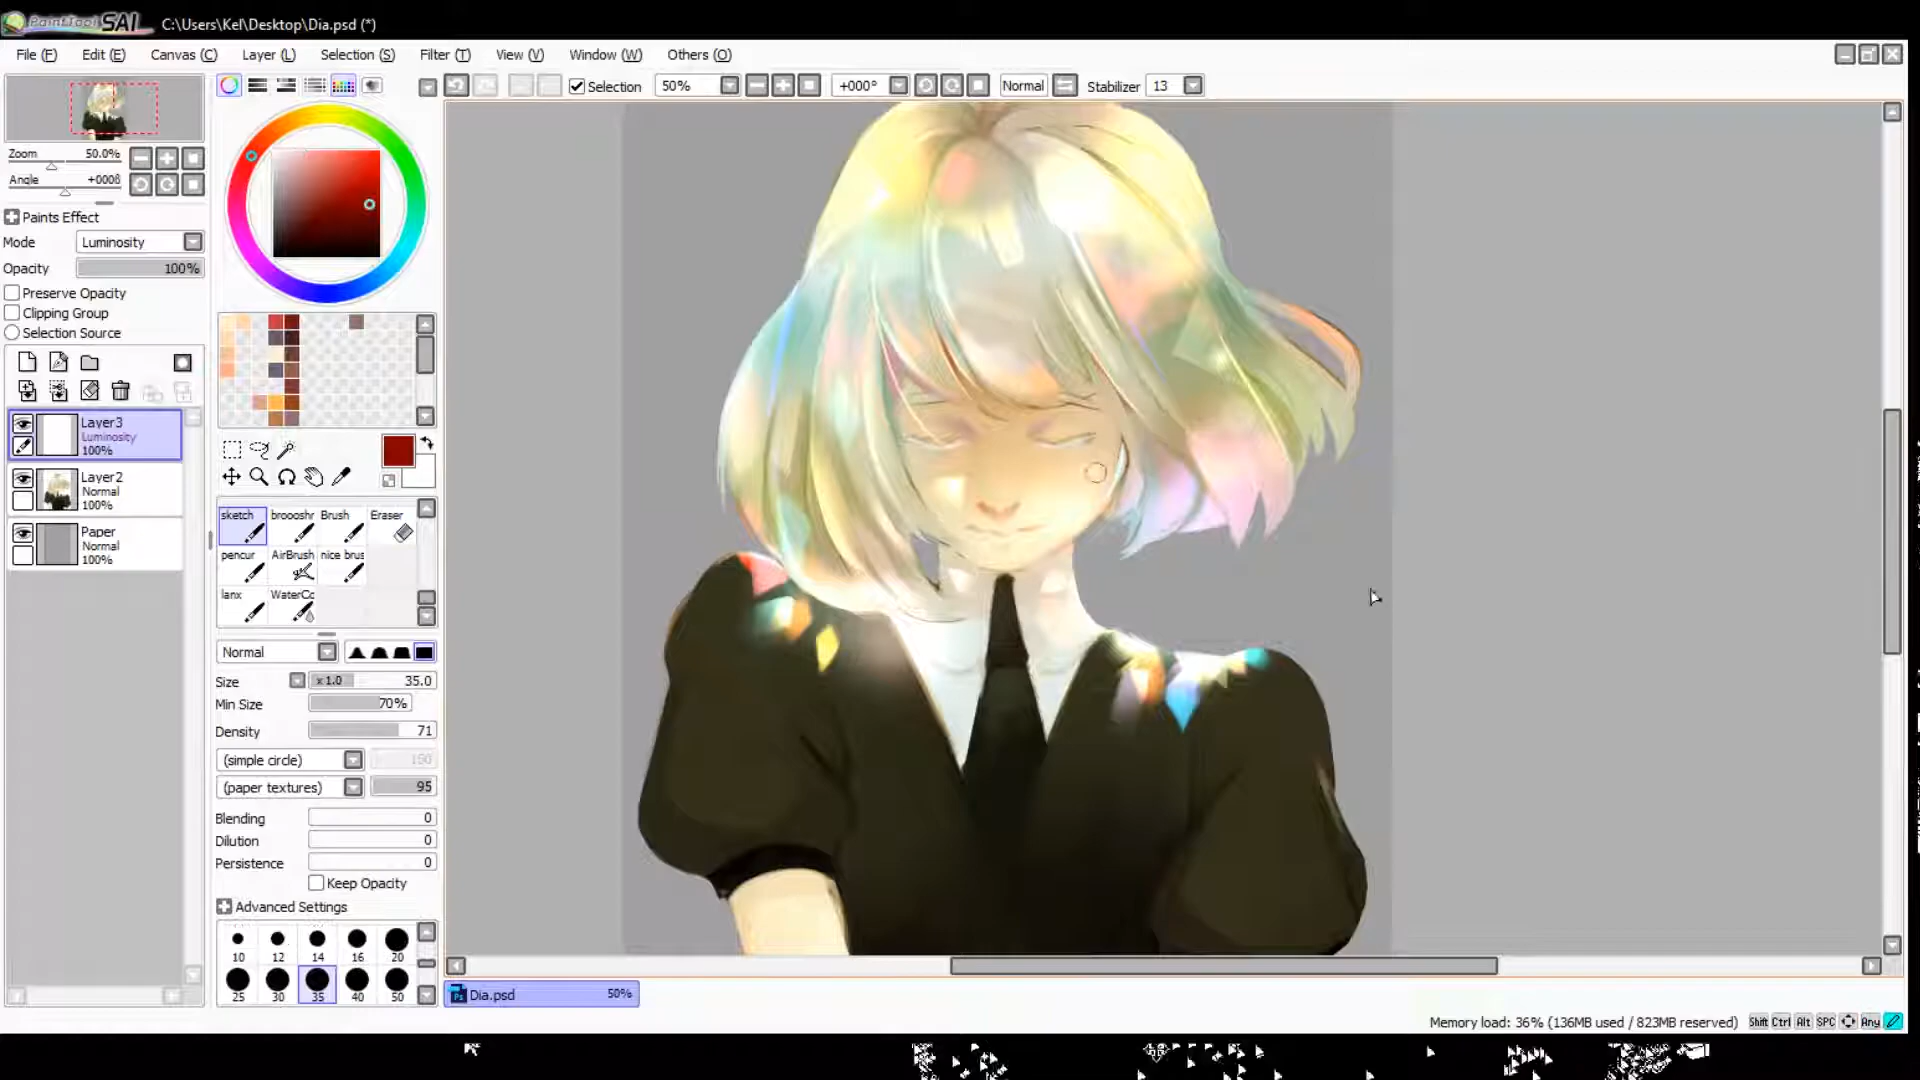 PaintTool SAI C:\Users\Kel\Desktop\Dia.psd (*)
File (F) Edit (E) Canvas (C) Layer (L) Selection (S) Filter (T) View (V) Window (W) Others (O)
Selection 50% +000° Normal Stabilizer 13
Zoom 50.0%
Angle +000
Paints Effect
Mode Luminosity
Opacity 100%
Preserve Opacity
Clipping Group
Selection Source
Layer3
Luminosity
100%
Layer2
Normal
100%
Paper
Normal
100%
sketch broooshr Brush Eraser
pencur AirBrush nice brus
lanx WaterCc
Normal
Size x 1.0 35.0
Min Size 70%
Density 71
(simple circle) 150
(paper textures) 95
Blending 0
Dilution 0
Persistence 0
Keep Opacity
Advanced Settings
10 12 14 16 20
25 30 35 40 50
Dia.psd 50%
Memory load: 36% (136MB used / 823MB reserved) Shift Ctrl Alt SPC Any